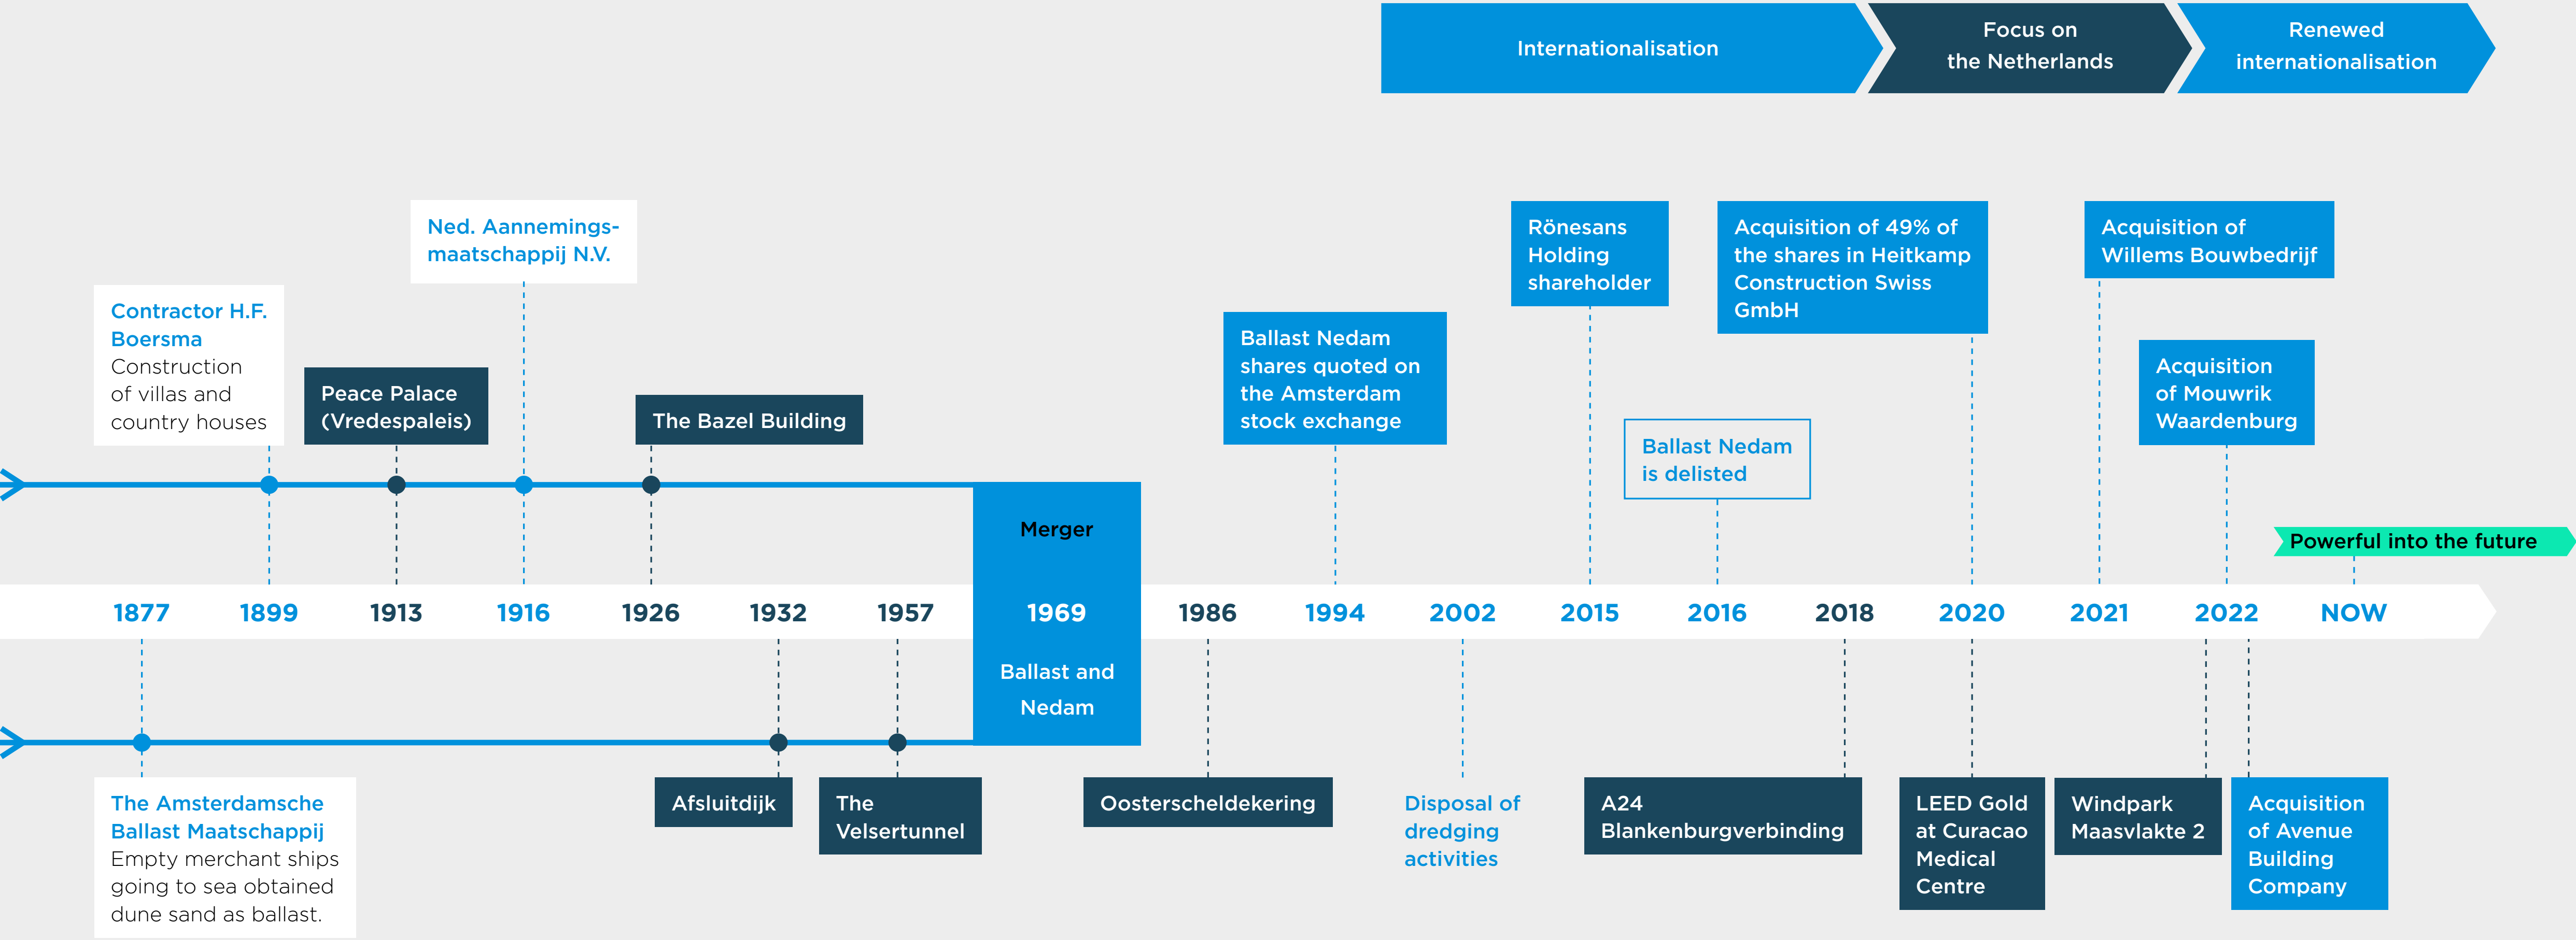 Internationalisation
Focus on
the Netherlands
Renewed
internationalisation
Contractor H.F.
Boersma
Construction
of villas and
country houses
Peace Palace
(Vredespaleis)
Ned. Aannemings-
maatschappij N.V.
The Bazel Building
Merger
Ballast Nedam
shares quoted on
the Amsterdam
stock exchange
Rönesans
Holding
shareholder
Ballast Nedam
is delisted
Acquisition of 49% of
the shares in Heitkamp
Construction Swiss
GmbH
Acquisition of
Willems Bouwbedrijf
Acquisition
of Mouwrik
Waardenburg
Powerful into the future
1877 1899 1913 1916 1926 1932 1957 1969 1986 1994 2002 2015 2016 2018 2020 2021 2022 NOW
Ballast and
Nedam
The Amsterdamsche
Ballast Maatschappij
Empty merchant ships
going to sea obtained
dune sand as ballast.
Afsluitdijk
The
Velsertunnel
Oosterscheldekering
Disposal of
dredging
activities
A24
Blankenburgverbinding
LEED Gold
at Curacao
Medical
Centre
Windpark
Maasvlakte 2
Acquisition
of Avenue
Building
Company